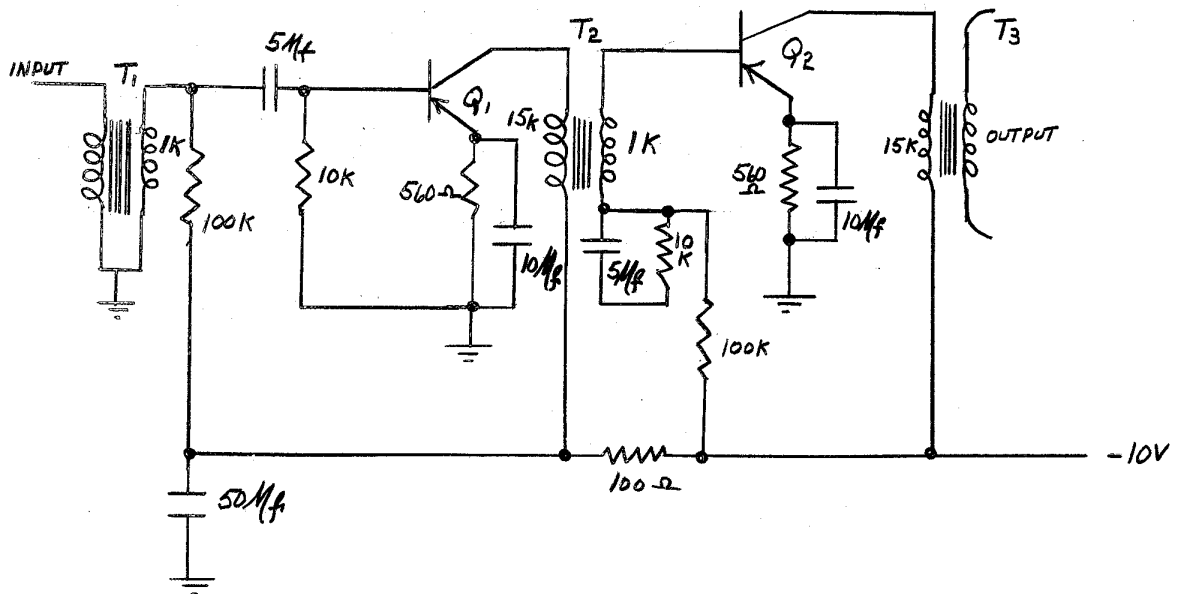 INPUT
T1
1K
5Mf
100K
10K
Q1
560Ω
10Mf
T2
15K
1K
5Mf
10K
100K
Q2
560Ω
10Mf
15K
T3
OUTPUT
-10V
100Ω
50Mf